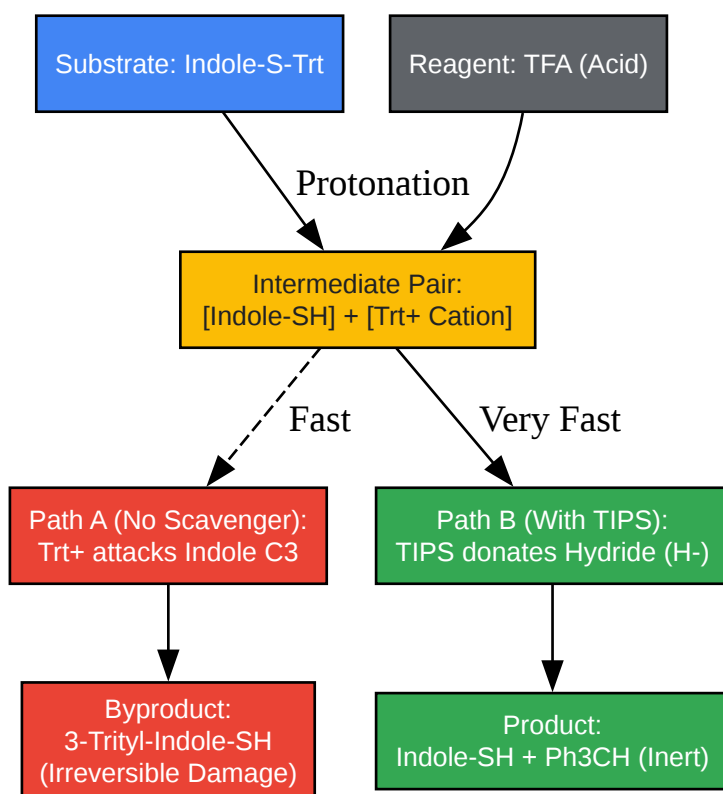 Substrate: Indole-S-Trt
Reagent: TFA (Acid)
Protonation
Intermediate Pair:
[Indole-SH] + [Trt+ Cation]
Fast
Very Fast
Path A (No Scavenger):
Trt+ attacks Indole C3
Path B (With TIPS):
TIPS donates Hydride (H-)
Byproduct:
3-Trityl-Indole-SH
(Irreversible Damage)
Product:
Indole-SH + Ph3CH (Inert)